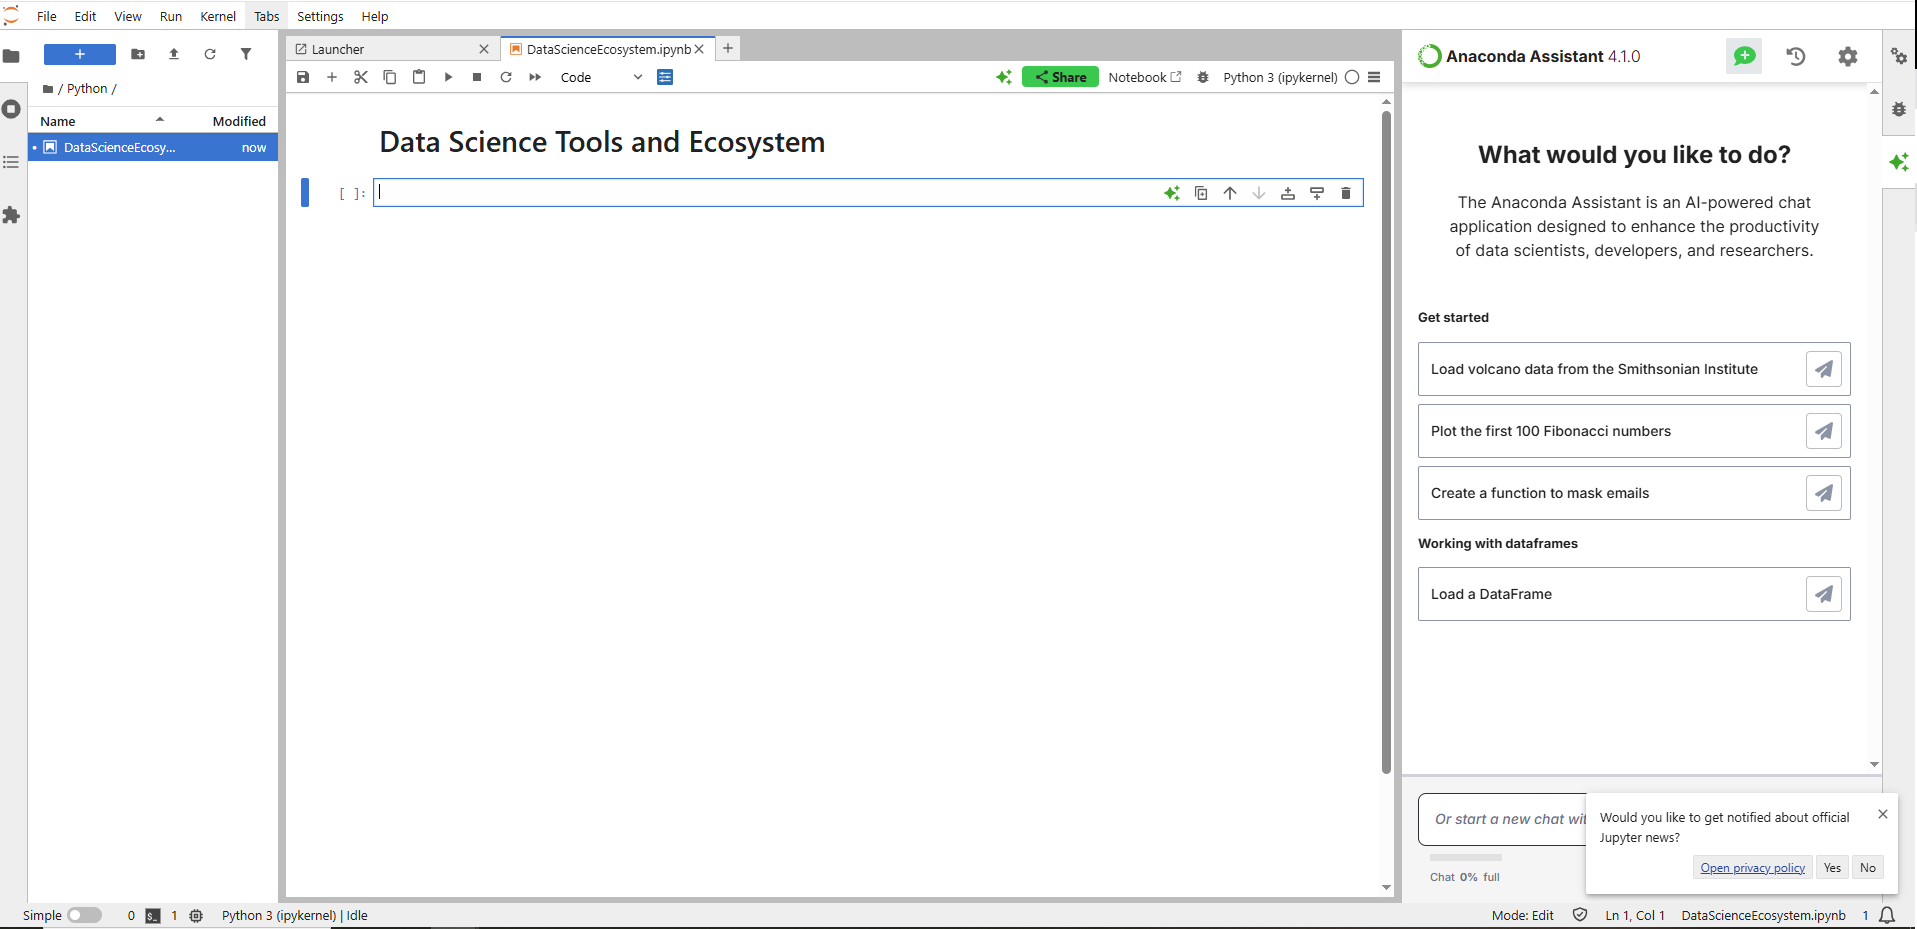 File Edit View Run Kernel Tabs Settings Help
/ Python /
Name Modified
DataScienceEcosy... now
Launcher
DataScienceEcosystem.ipynb
Code
Share
Notebook
Python 3 (ipykernel)
Data Science Tools and Ecosystem
[ ]:
Anaconda Assistant 4.1.0
What would you like to do?
The Anaconda Assistant is an AI-powered chat
application designed to enhance the productivity
of data scientists, developers, and researchers.
Get started
Load volcano data from the Smithsonian Institute
Plot the first 100 Fibonacci numbers
Create a function to mask emails
Working with dataframes
Load a DataFrame
Or start a new chat wit
Chat 0% full
Would you like to get notified about official
Jupyter news?
Open privacy policy Yes No
Simple 0 1 Python 3 (ipykernel) | Idle
Mode: Edit Ln 1, Col 1 DataScienceEcosystem.ipynb 1